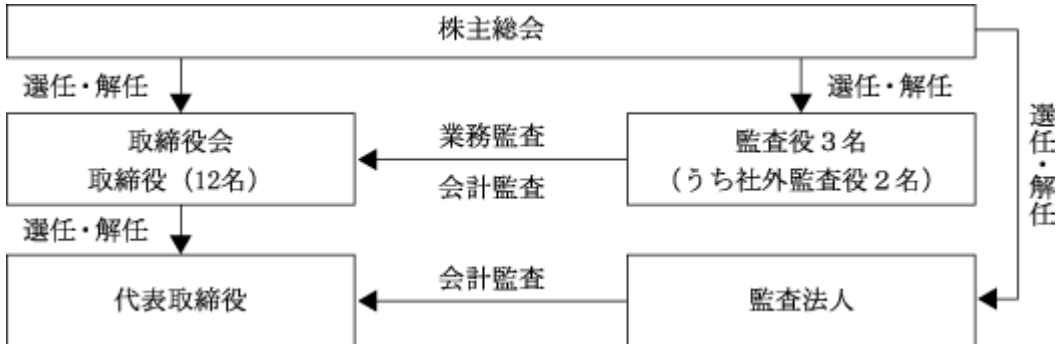 株主総会
選任・解任
選任・解任
取締役会
取締役（12名）
業務監査
会計監査
監査役３名
（うち社外監査役２名）
選任・解任
選任・解任
代表取締役
会計監査
監査法人